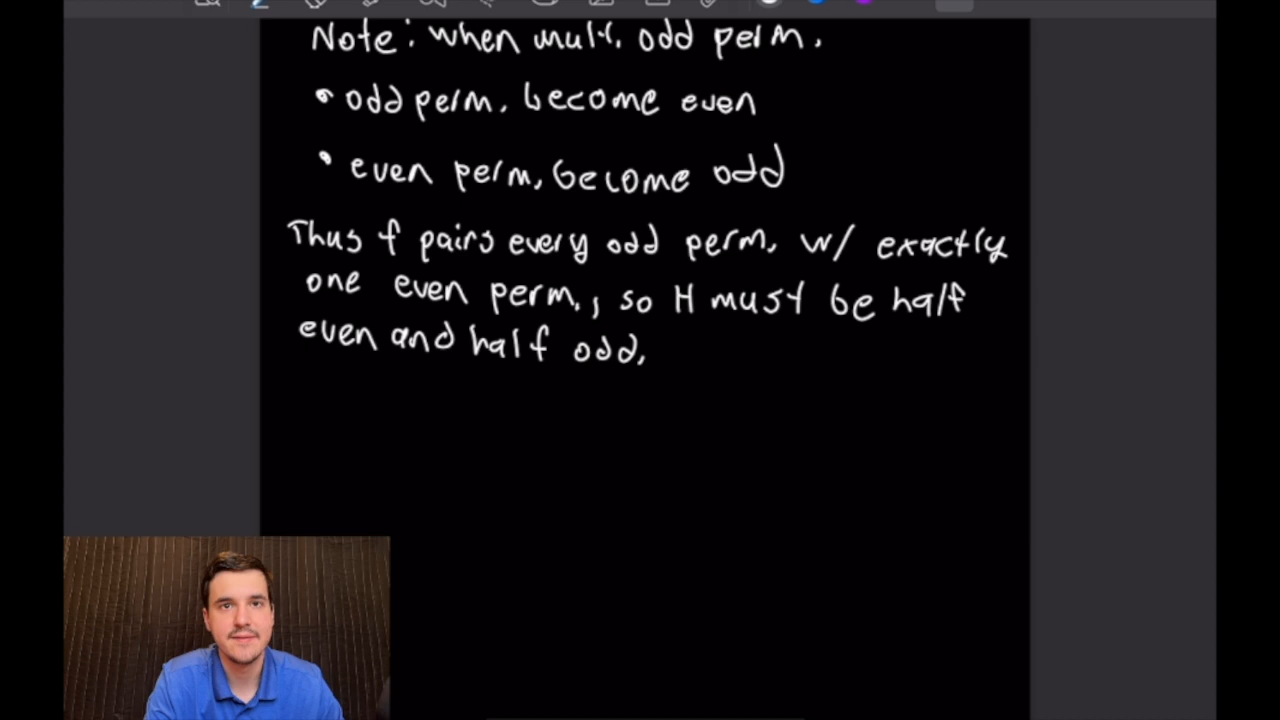 Note: when mult. odd perm.
• odd perm. become even
• even perm. become odd
Thus f pairs every odd perm. w/ exactly
one even perm., so H must be half
even and half odd.